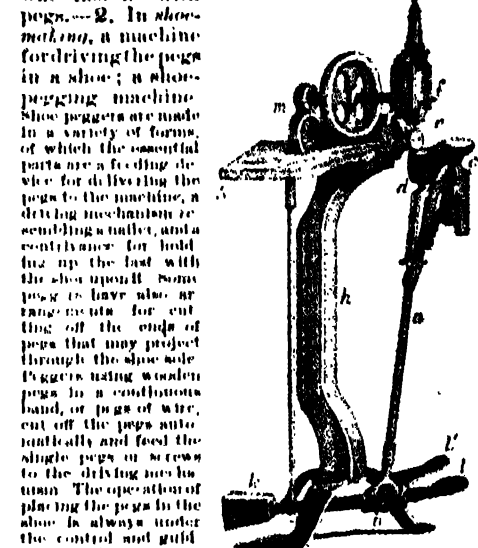 pegs.—2. In shoe-
making, a machine
for driving the pegs
in a shoe; a shoe-
pegging machine
Shoe peggers are made
in a variety of forms,
of which the essential
parts are a feeding de-
vice for delivering the
pegs to the machine, a
driving mechanism re-
sembling a mallet, and a
contrivance for hold-
ing up the last with
the shoe upon it Some
peggers have also ar-
rangements for cut-
ting off the ends of
pegs that may project
through the shoe sole
Peggers using wooden
pegs in a continuous
band, or pegs of wire,
cut off the pegs auto-
matically and feed the
single pegs or screws
to the driving mecha-
nism The operation of
placing the pegs in the
shoe is always under
the control and guid-
m
f
e
c
s
d
h
a
k
l'
l
b